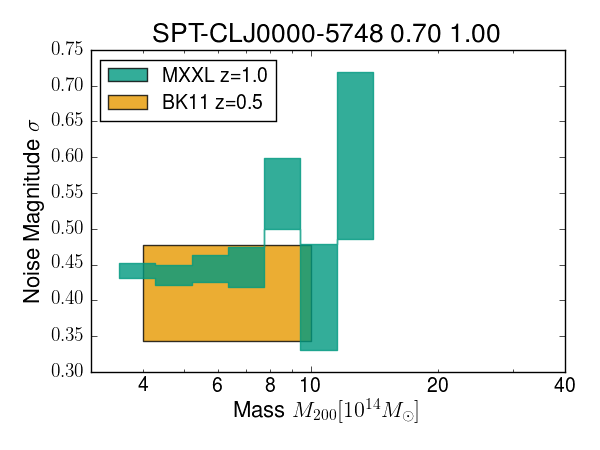 SPT-CLJ0000-5748 0.70 1.00
0.75
0.70
0.65
0.60
0.55
0.50
0.45
0.40
0.35
0.30
Noise Magnitude σ
MXXL z=1.0
BK11 z=0.5
4 6 8 10 20 40
Mass M₂₀₀[10¹⁴M☉]